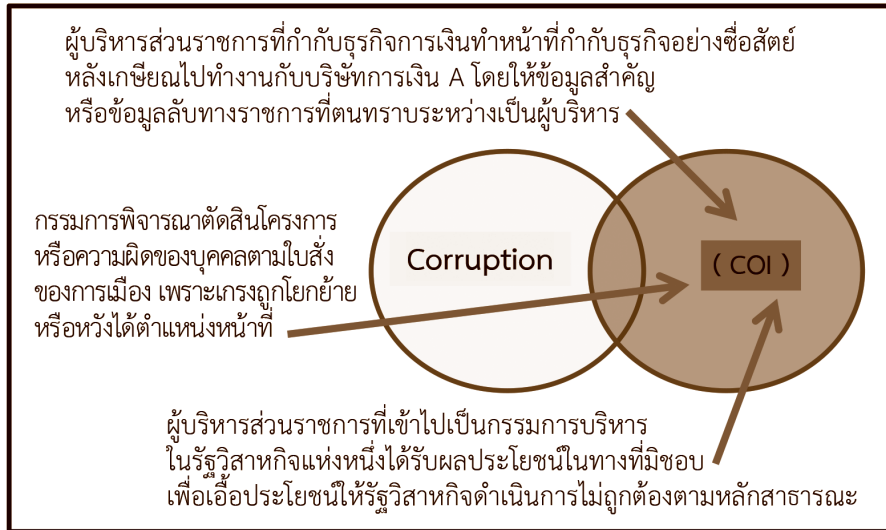 ผู้บริหารส่วนราชการที่กำกับธุรกิจการเงินทำหน้าที่กำกับธุรกิจอย่างซื่อสัตย์
หลังเกษียณไปทำงานกับบริษัทการเงิน A โดยให้ข้อมูลสำคัญ
หรือข้อมูลลับทางราชการที่ตนทราบระหว่างเป็นผู้บริหาร
กรรมการพิจารณาตัดสินโครงการ
หรือความผิดของบุคคลตามใบสั่ง
ของการเมือง เพราะเกรงถูกโยกย้าย
หรือหวังได้ตำแหน่งหน้าที่
Corruption
( COI )
ผู้บริหารส่วนราชการที่เข้าไปเป็นกรรมการบริหาร
ในรัฐวิสาหกิจแห่งหนึ่งได้รับผลประโยชน์ในทางที่มิชอบ
เพื่อเอื้อประโยชน์ให้รัฐวิสาหกิจดำเนินการไม่ถูกต้องตามหลักสาธารณะ